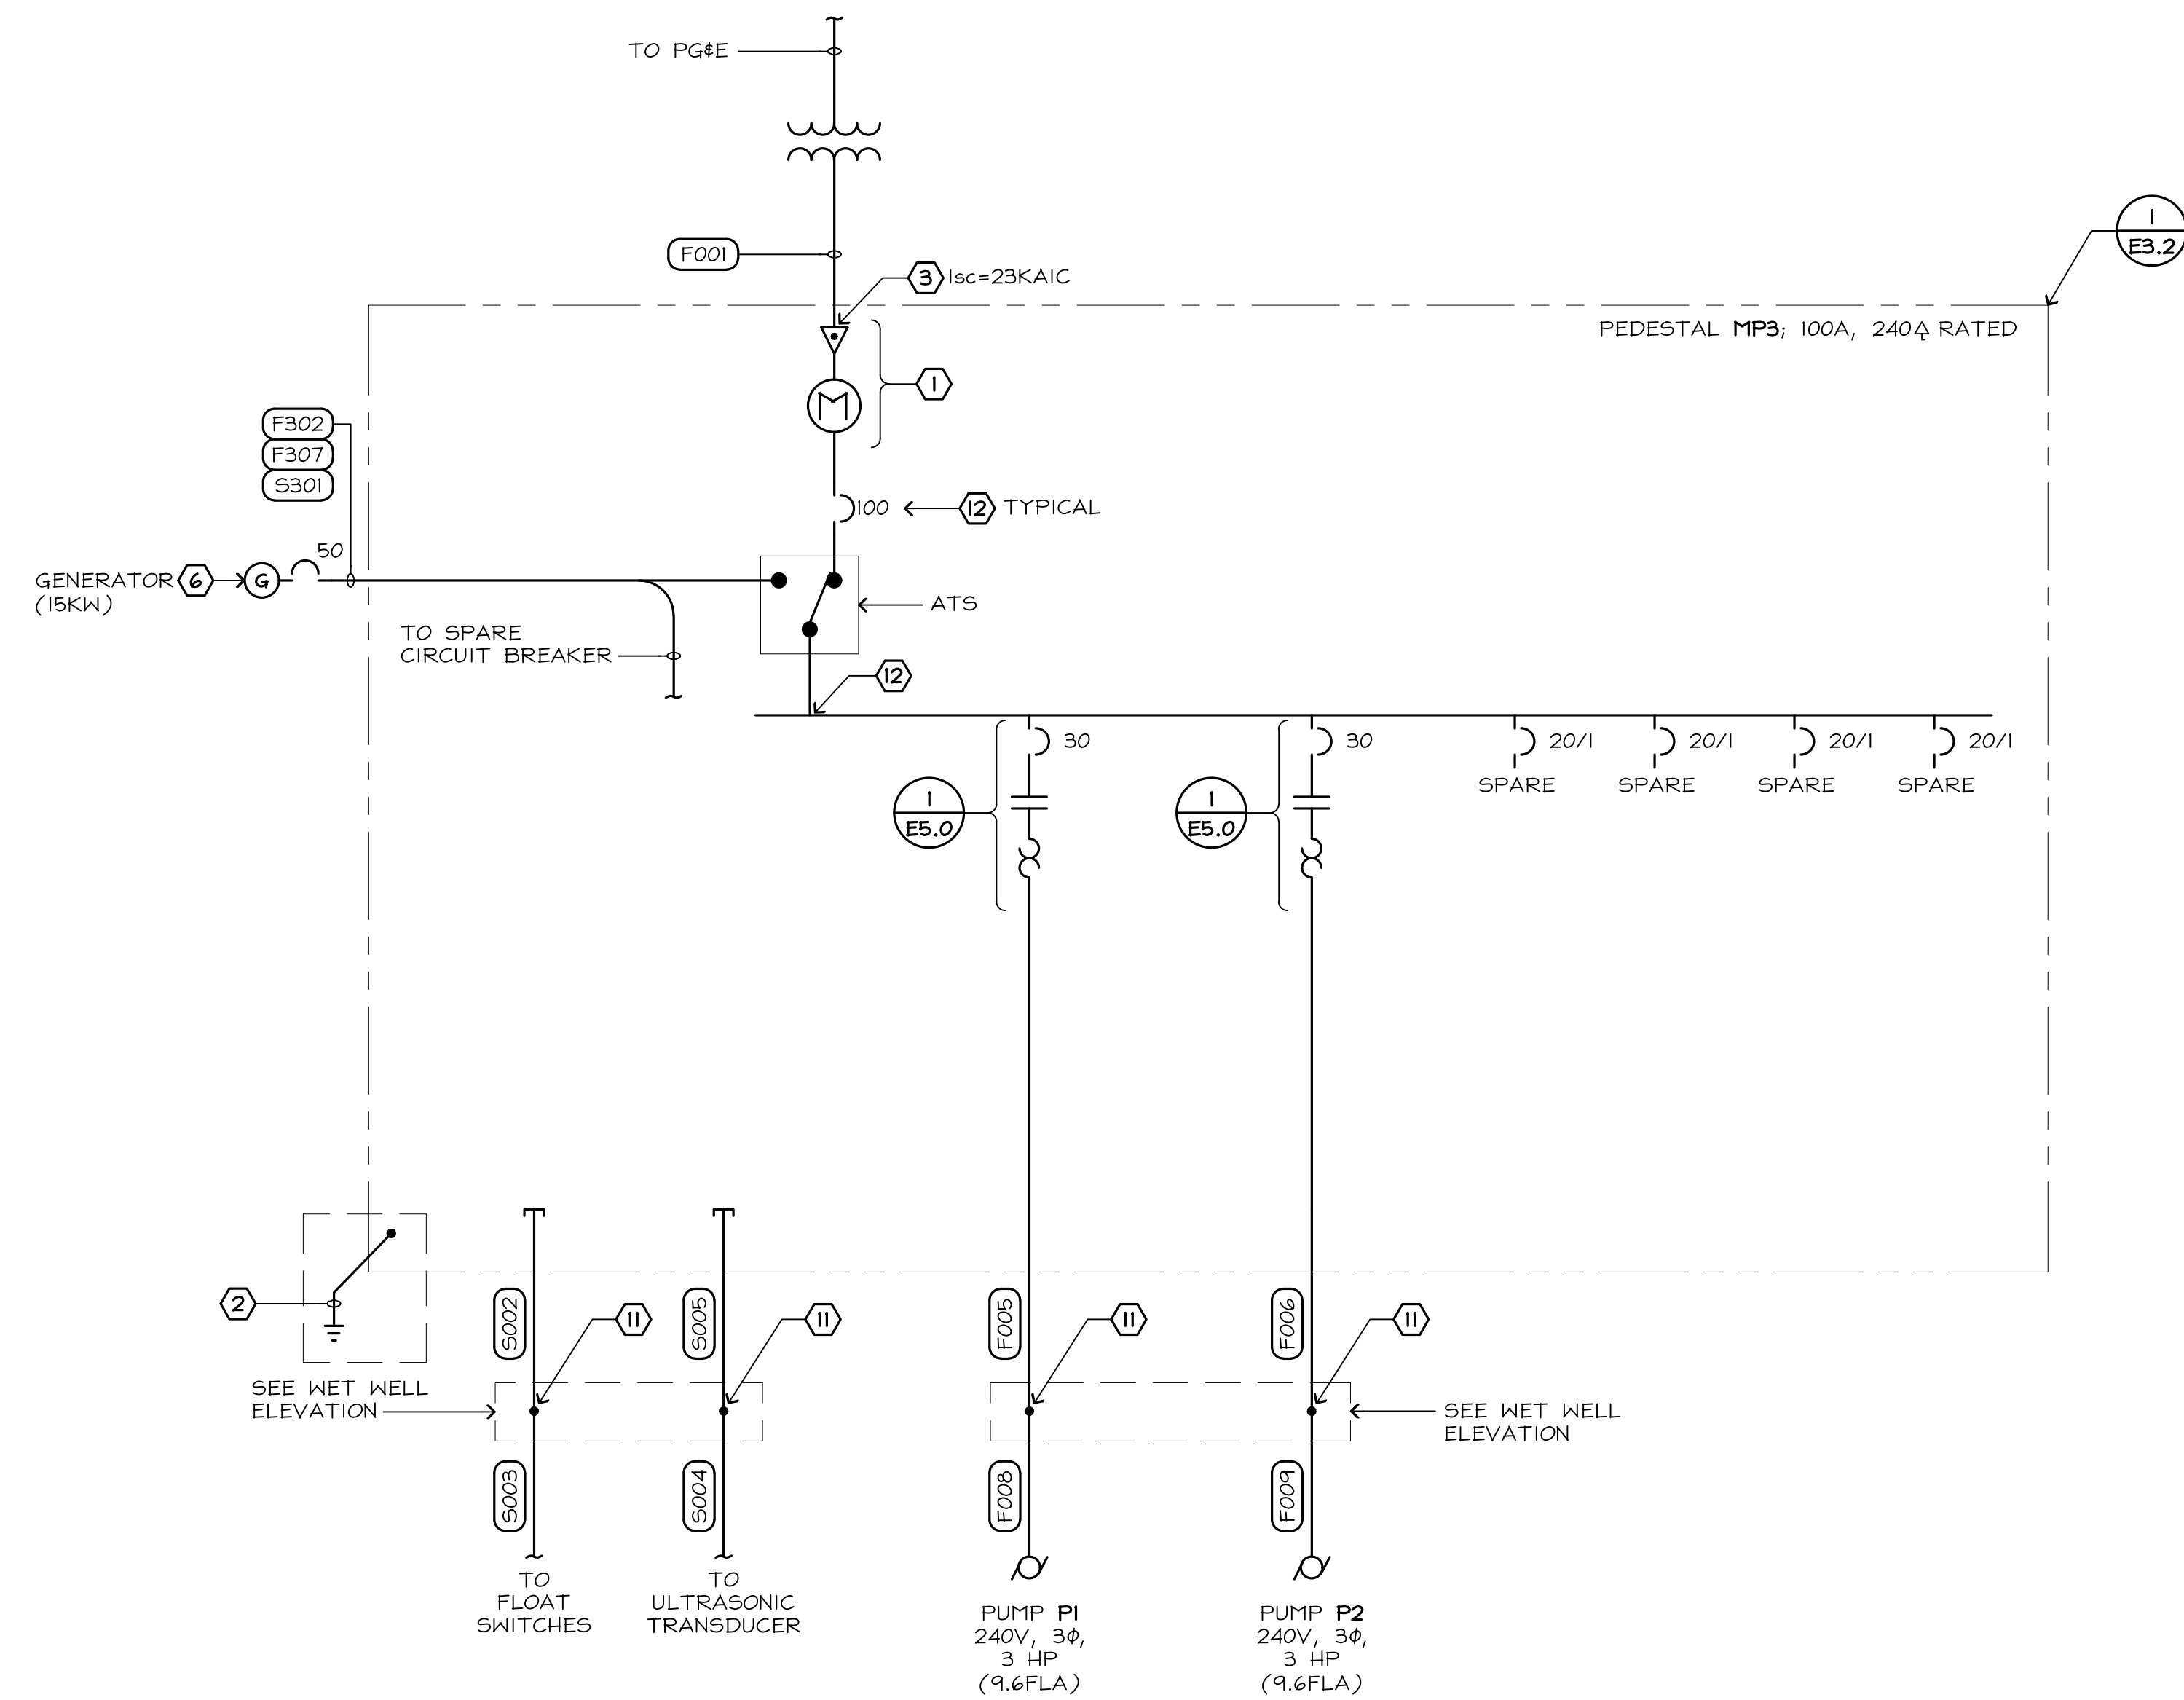 TO PG&E
F001
3 Isc=23KAIC
1
E3.2
PEDESTAL MP3; 100A, 240 RATED
1
M
F302
F307
S301
100
12 TYPICAL
50
GENERATOR 6 G
(15KW)
ATS
TO SPARE
CIRCUIT BREAKER
12
30
30
20/1
20/1
20/1
20/1
SPARE
SPARE
SPARE
SPARE
1
E5.0
1
E5.0
2
S002
11
S005
11
F005
11
F006
11
SEE WET WELL
ELEVATION
SEE WET WELL
ELEVATION
S003
S004
F008
F009
TO
FLOAT
SWITCHES
TO
ULTRASONIC
TRANSDUCER
PUMP P1
240V, 3Φ,
3 HP
(9.6FLA)
PUMP P2
240V, 3Φ,
3 HP
(9.6FLA)